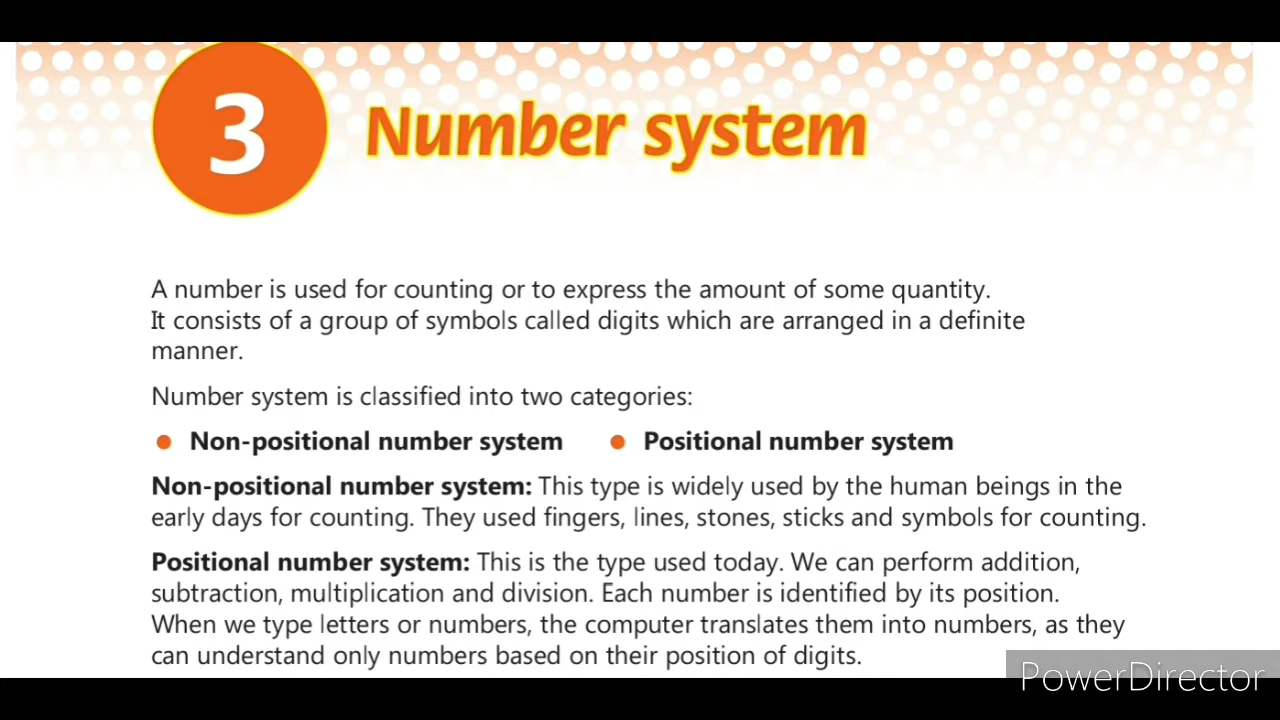 3
Number system
A number is used for counting or to express the amount of some quantity.
It consists of a group of symbols called digits which are arranged in a definite
manner.
Number system is classified into two categories:
• Non-positional number system • Positional number system
Non-positional number system: This type is widely used by the human beings in the
early days for counting. They used fingers, lines, stones, sticks and symbols for counting.
Positional number system: This is the type used today. We can perform addition,
subtraction, multiplication and division. Each number is identified by its position.
When we type letters or numbers, the computer translates them into numbers, as they
can understand only numbers based on their position of digits.
PowerDirector